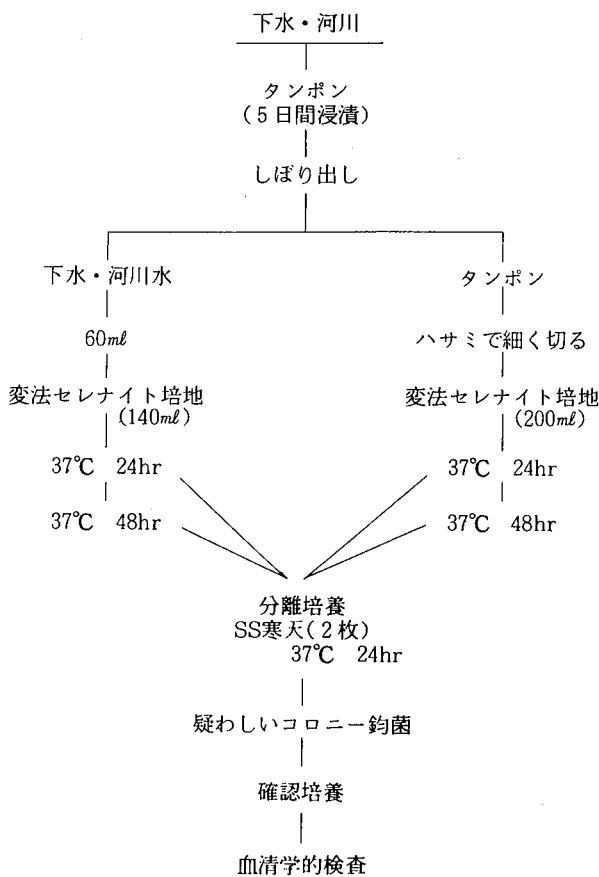 下水・河川
タンポン
(5日間浸漬)
しぼり出し
下水・河川水
タンポン
60㎖
ハサミで細く切る
変法セレナイト培地
(140㎖)
変法セレナイト培地
(200㎖)
37℃ 24hr
37℃ 24hr
37℃ 48hr
37℃ 48hr
分離培養
SS寒天(2枚)
37℃ 24hr
疑わしいコロニー鈎菌
確認培養
血清学的検査